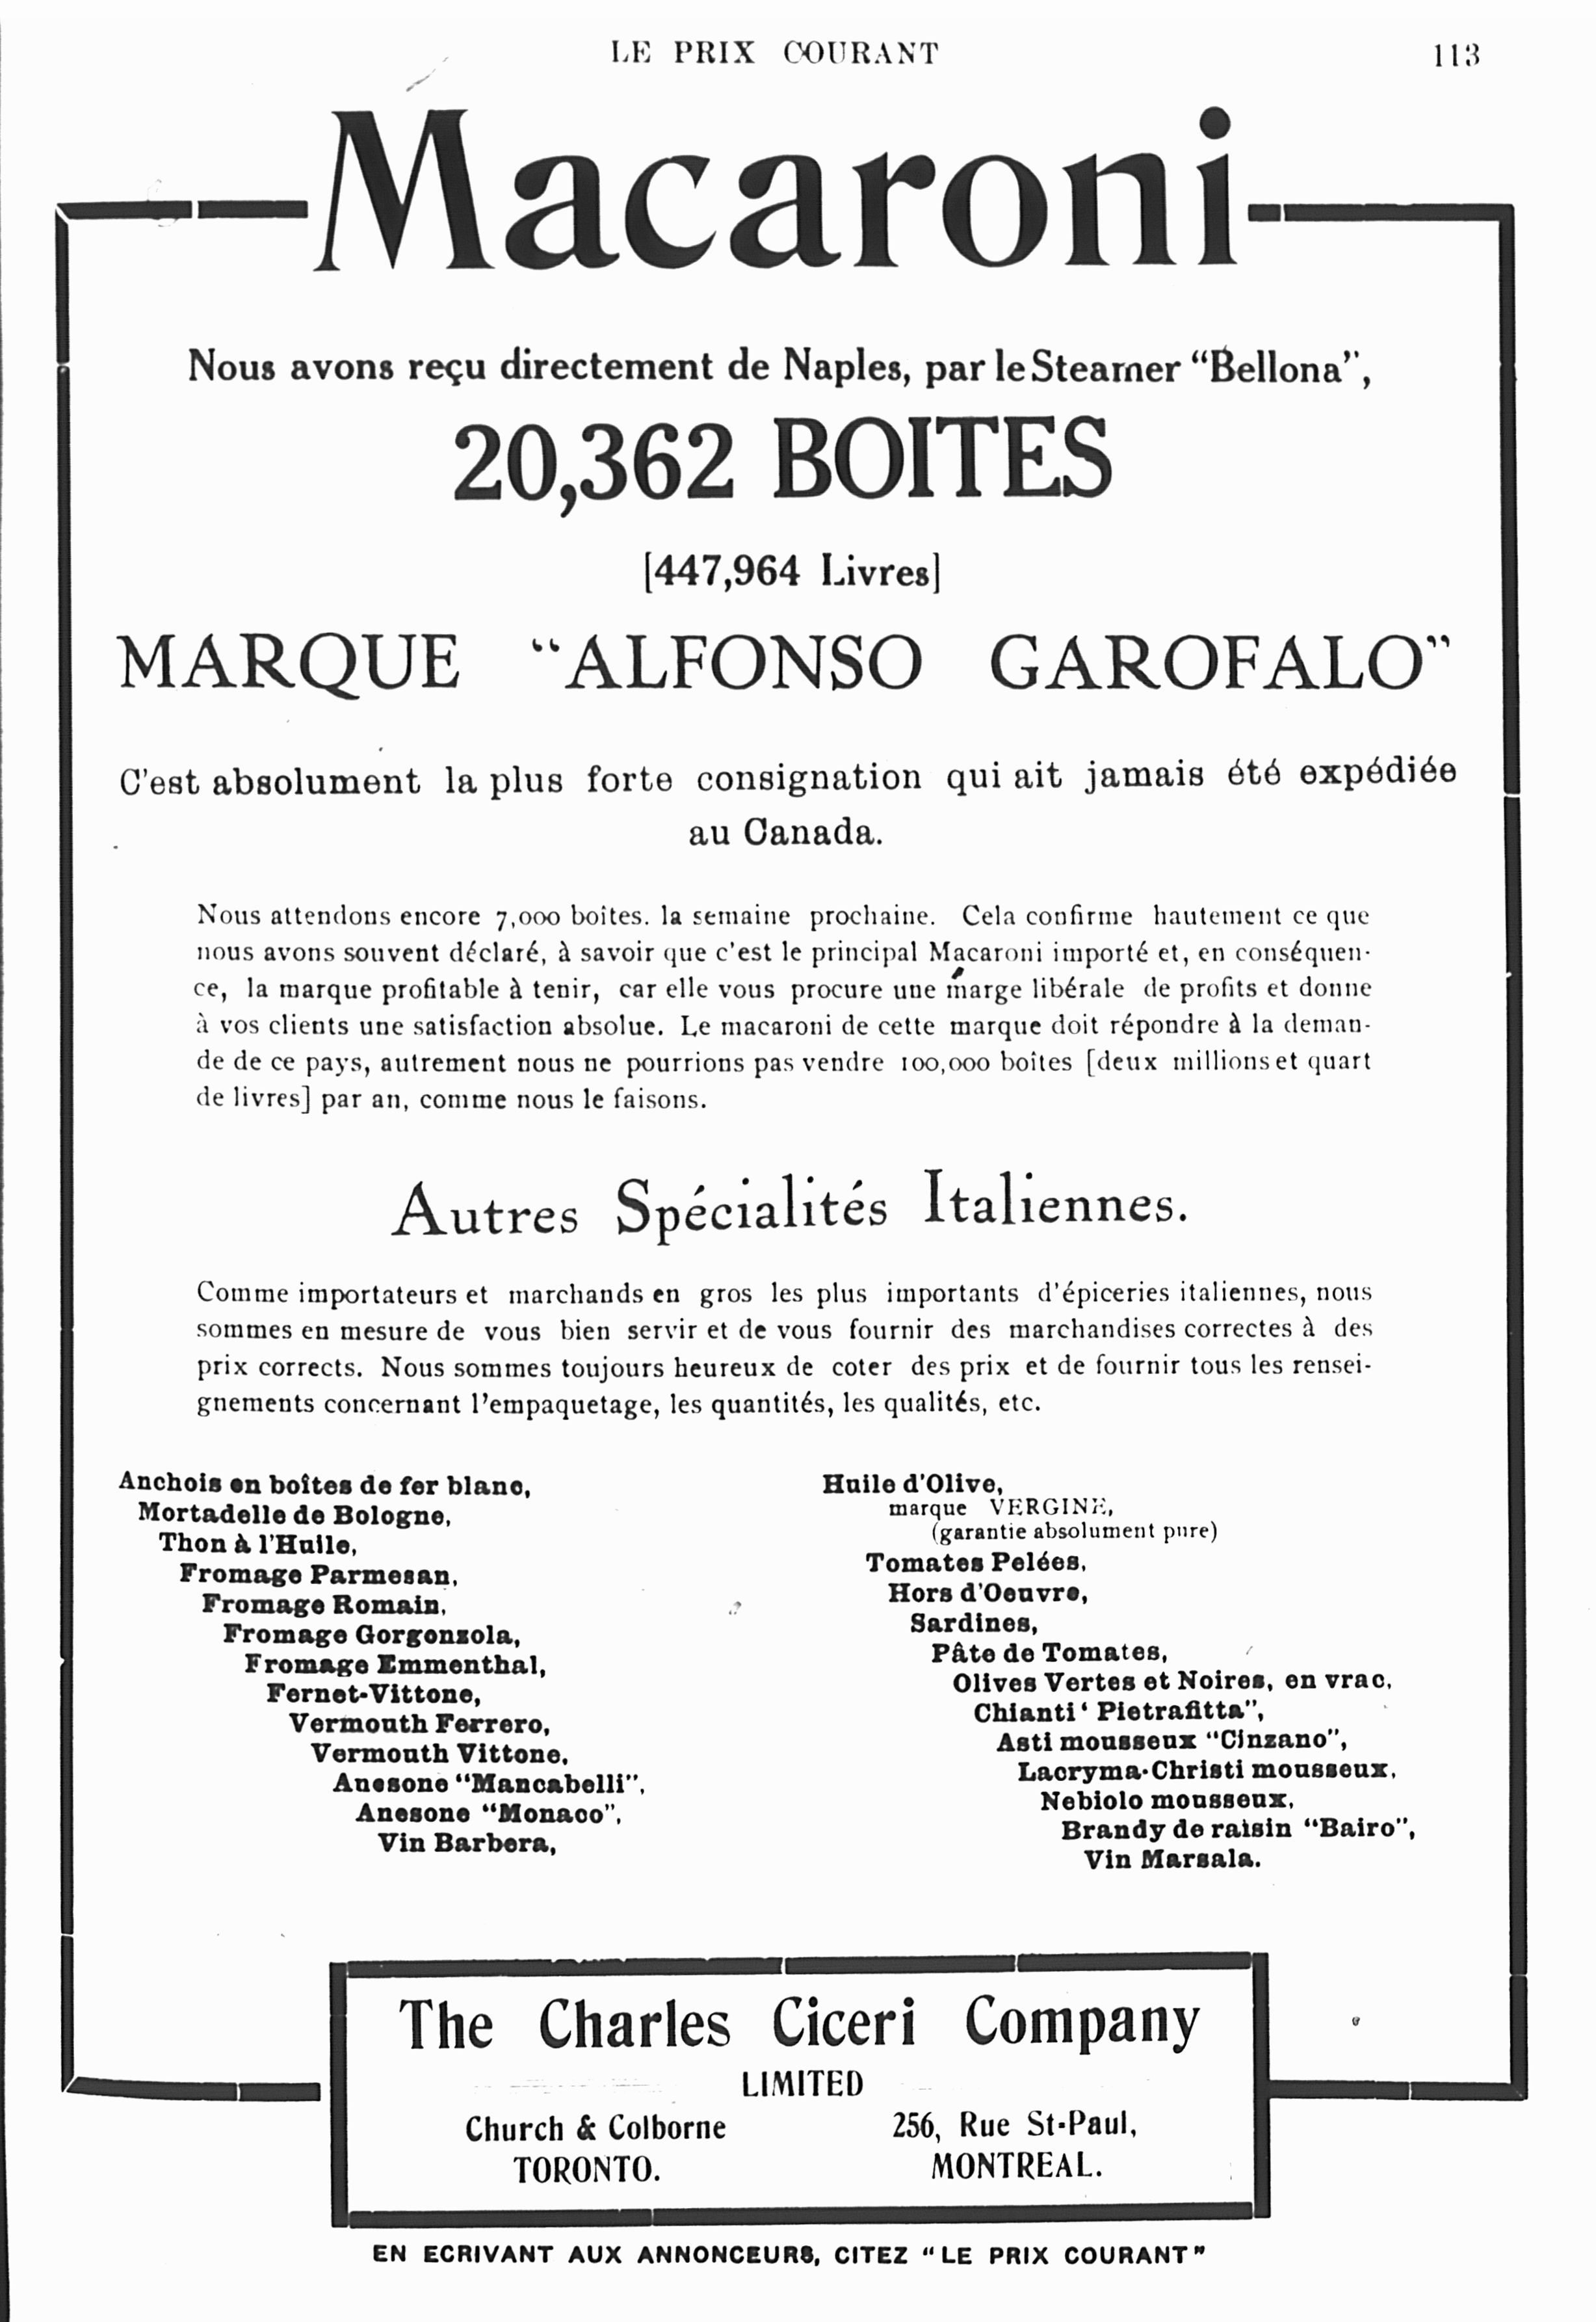 LE PRIX COURANT
113
Macaroni
Nous avons reçu directement de Naples, par le Steamer “Bellona”,
20,362 BOITES
[447,964 Livres]
MARQUE “ALFONSO GAROFALO”
C'est absolument la plus forte consignation qui ait jamais été expédiée
au Canada.
Nous attendons encore 7,000 boîtes. la semaine prochaine. Cela confirme hautement ce que
nous avons souvent déclaré, à savoir que c'est le principal Macaroni importé et, en conséquen-
ce, la marque profitable à tenir, car elle vous procure une marge libérale de profits et donne
à vos clients une satisfaction absolue. Le macaroni de cette marque doit répondre à la deman-
de de ce pays, autrement nous ne pourrions pas vendre 100,000 boîtes [deux millions et quart
de livres] par an, comme nous le faisons.
Autres Spécialités Italiennes.
Comme importateurs et marchands en gros les plus importants d'épiceries italiennes, nous
sommes en mesure de vous bien servir et de vous fournir des marchandises correctes à des
prix corrects. Nous sommes toujours heureux de coter des prix et de fournir tous les rensei-
gnements concernant l'empaquetage, les quantités, les qualités, etc.
Anchois en boîtes de fer blanc,
Mortadelle de Bologne,
Thon à l'Huile,
Fromage Parmesan,
Fromage Romain,
Fromage Gorgonzola,
Fromage Emmenthal,
Fernet-Vittone,
Vermouth Ferrero,
Vermouth Vittone,
Anesone “Mancabelli”,
Anesone “Monaco”,
Vin Barbera,
Huile d'Olive,
marque VERGINE,
(garantie absolument pure)
Tomates Pelées,
Hors d'Oeuvre,
Sardines,
Pâte de Tomates,
Olives Vertes et Noires, en vrac,
Chianti ‘ Pietrafitta”,
Asti mousseux “Cinzano”,
Lacryma-Christi mousseux,
Nebiolo mousseux,
Brandy de raisin “Bairo”,
Vin Marsala.
The Charles Ciceri Company
LIMITED
Church & Colborne
TORONTO.
256, Rue St-Paul,
MONTREAL.
EN ECRIVANT AUX ANNONCEURS, CITEZ “LE PRIX COURANT”